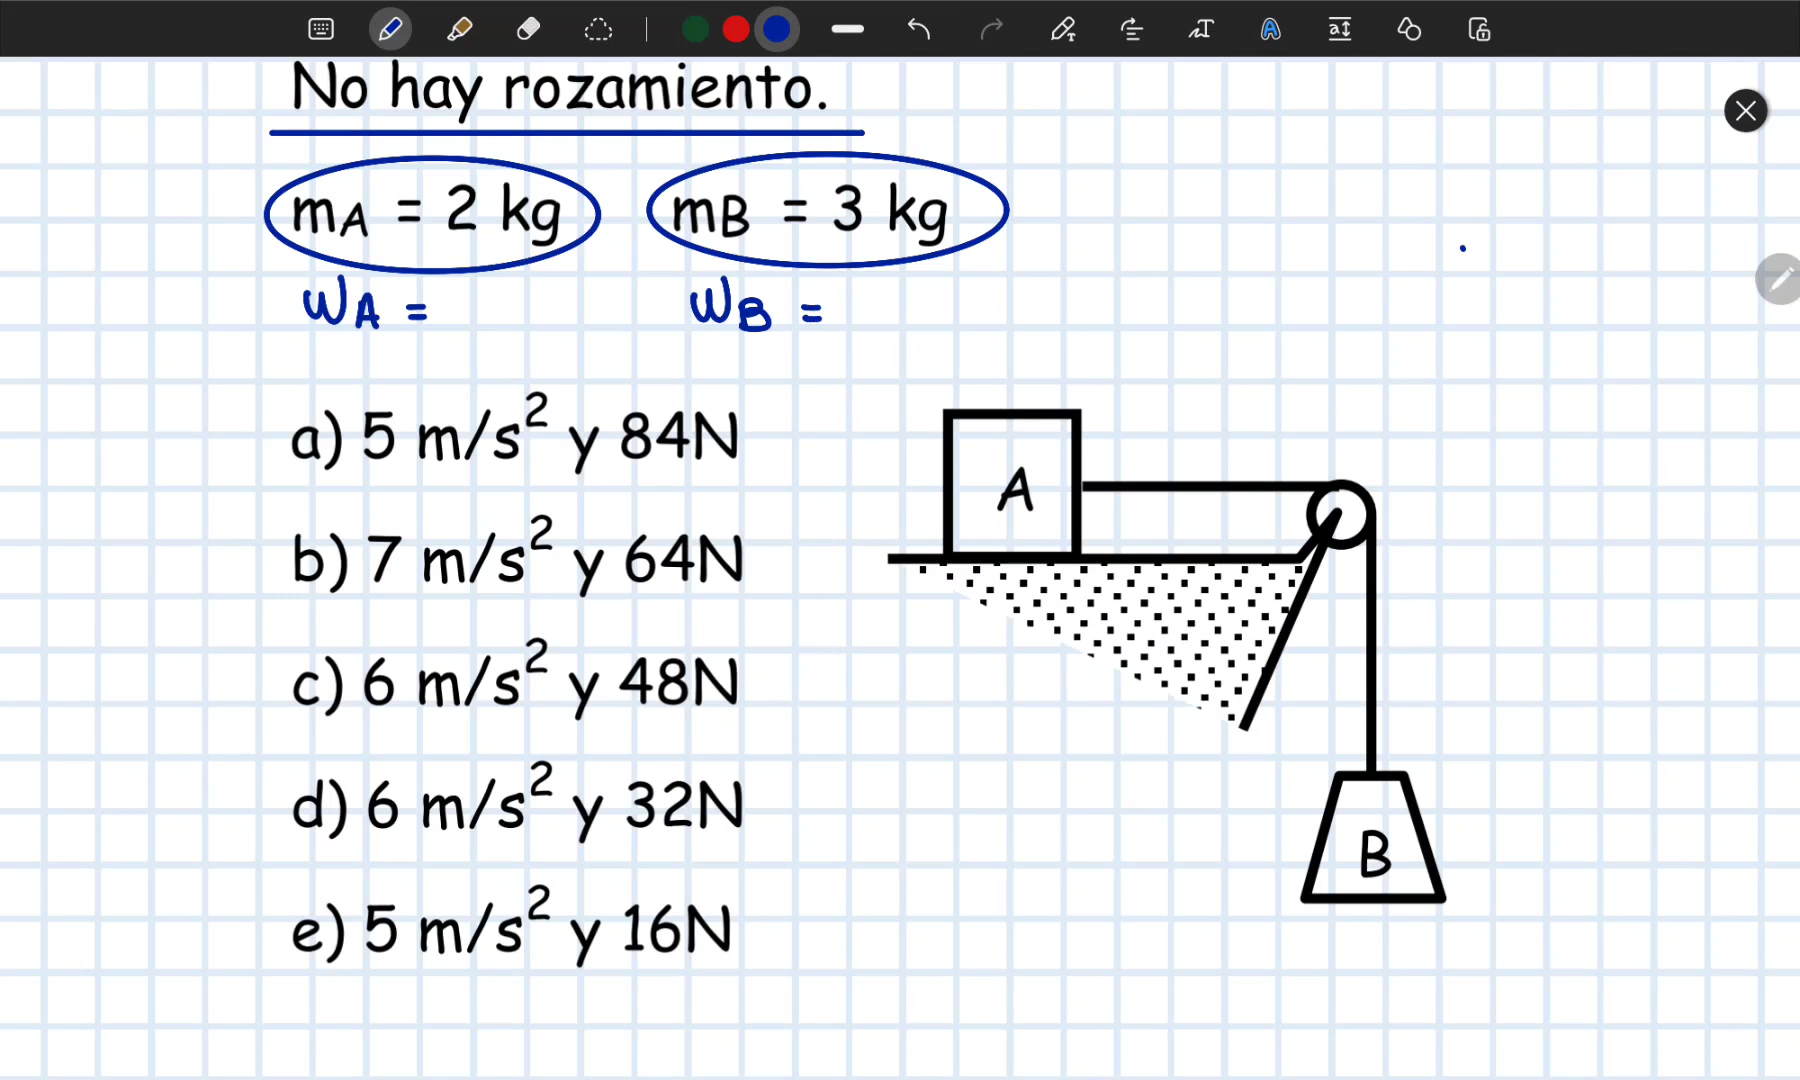 No hay rozamiento.
mA = 2 kg mB = 3 kg
WA = WB =
a) 5 m/s² y 84N
b) 7 m/s² y 64N
c) 6 m/s² y 48N
d) 6 m/s² y 32N
e) 5 m/s² y 16N
A
B